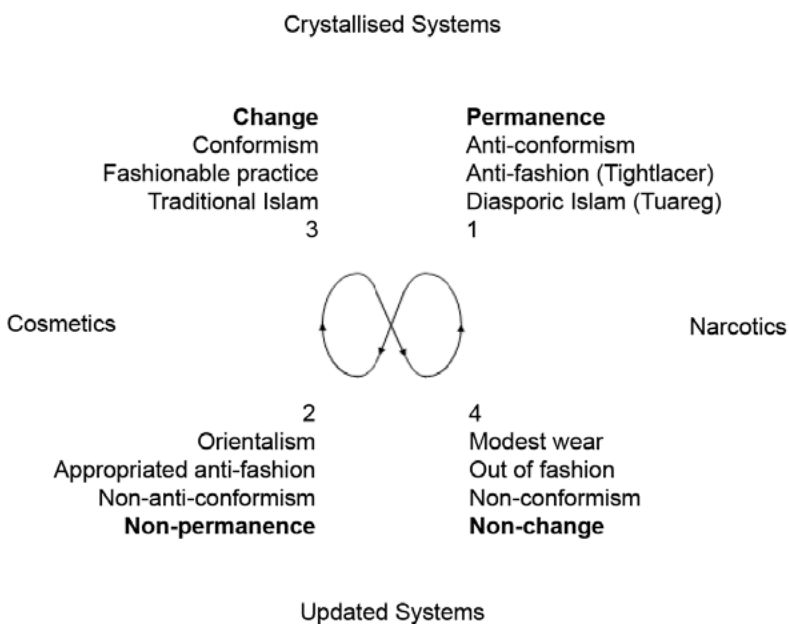 Crystallised Systems
Change
Conformism
Fashionable practice
Traditional Islam
3
Permanence
Anti-conformism
Anti-fashion (Tightlacer)
Diasporic Islam (Tuareg)
1
Cosmetics
Narcotics
2
Orientalism
Appropriated anti-fashion
Non-anti-conformism
Non-permanence
4
Modest wear
Out of fashion
Non-conformism
Non-change
Updated Systems